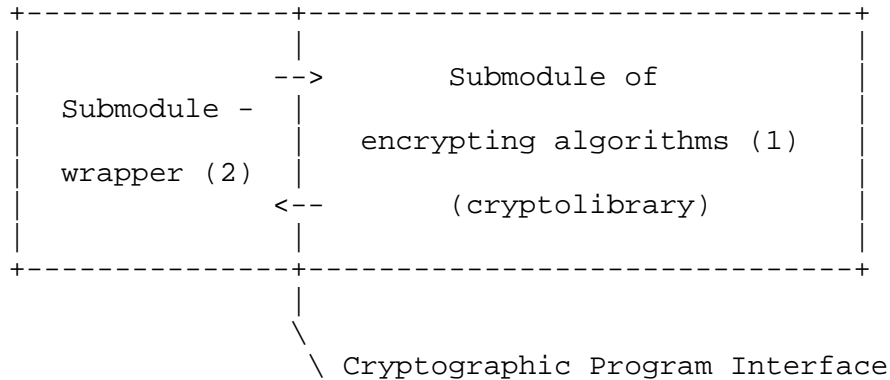 Submodule of
Submodule -
encrypting algorithms (1)
wrapper (2)
(cryptolibrary)
Cryptographic Program Interface